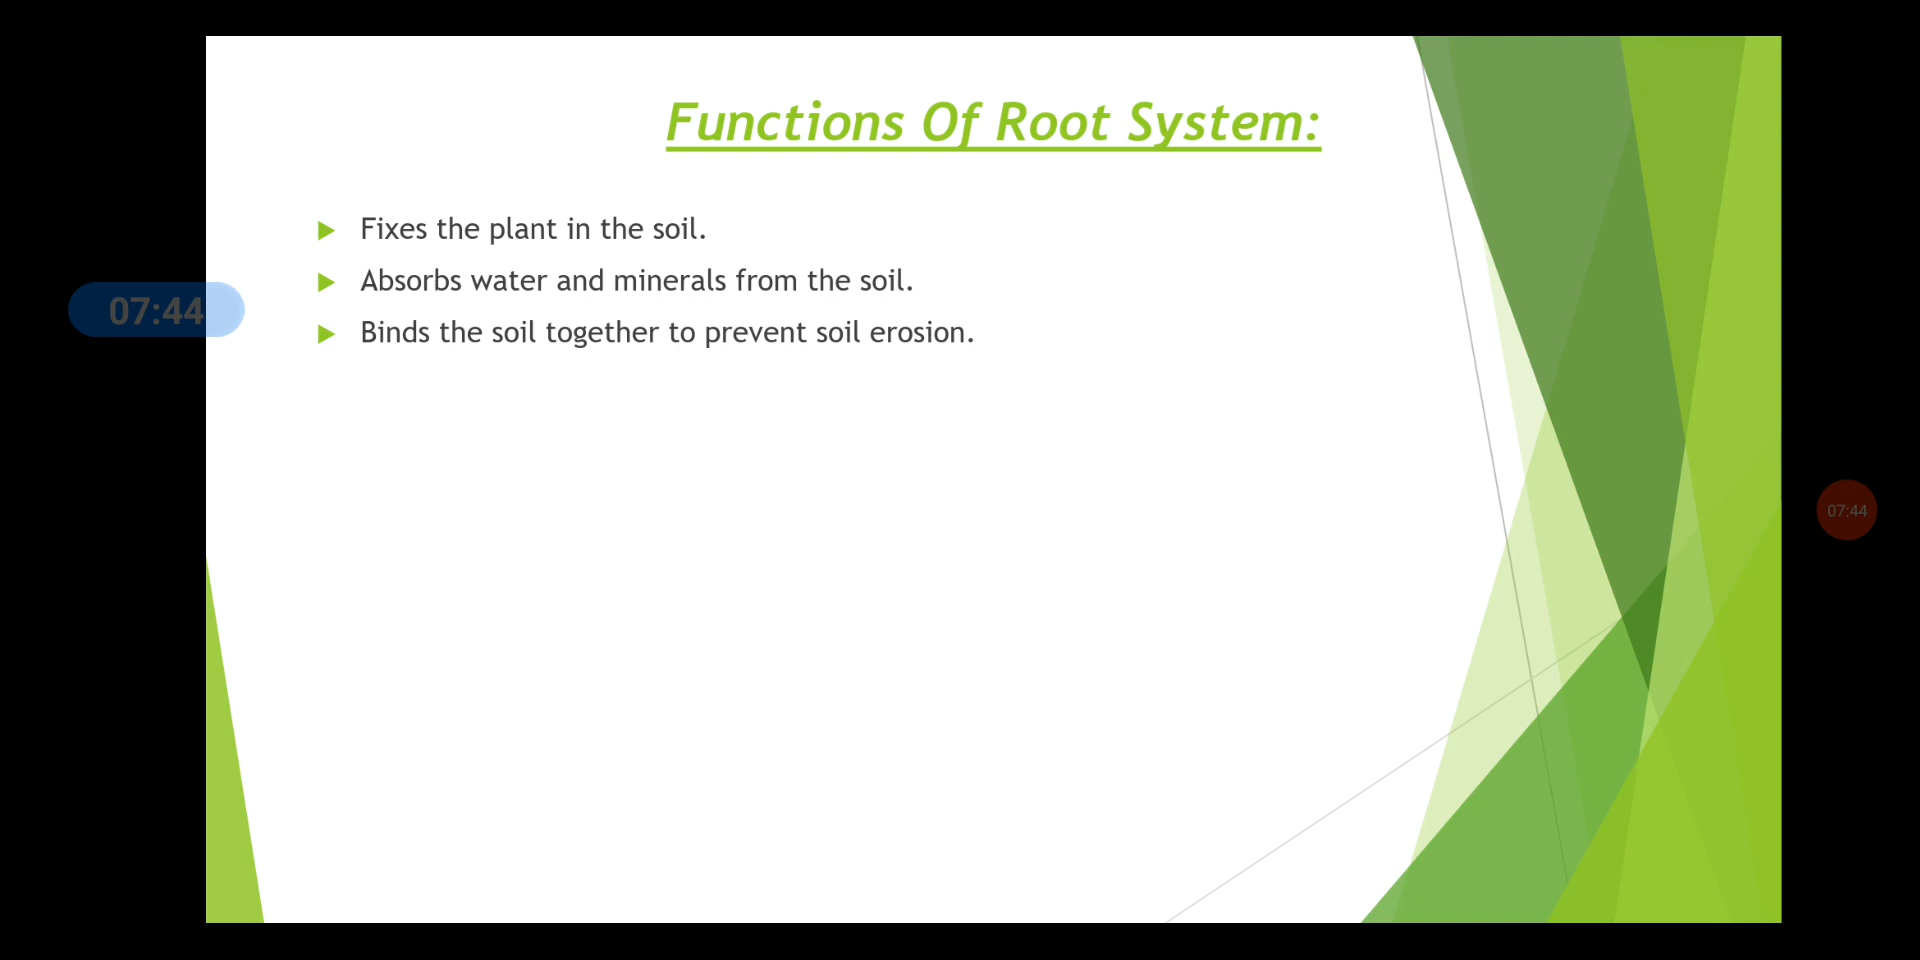 Functions Of Root System:
Fixes the plant in the soil.
Absorbs water and minerals from the soil.
Binds the soil together to prevent soil erosion.
07:44
07:44